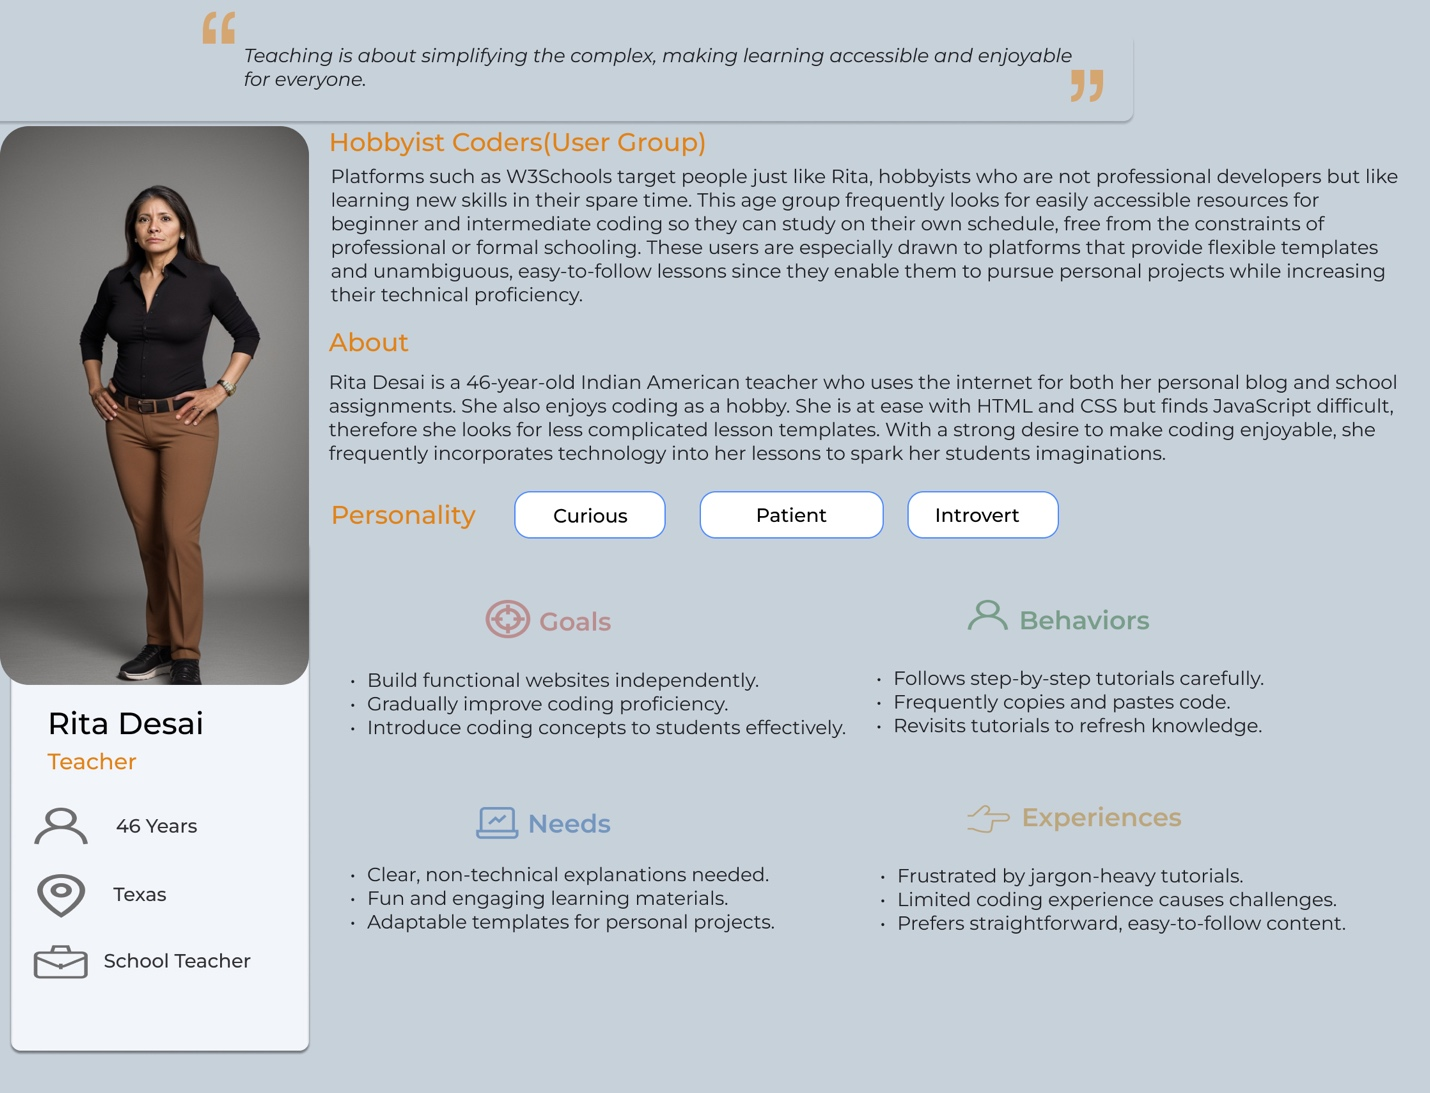 “
Teaching is about simplifying the complex, making learning accessible and enjoyable
for everyone.
”
Hobbyist Coders(User Group)
Platforms such as W3Schools target people just like Rita, hobbyists who are not professional developers but like
learning new skills in their spare time. This age group frequently looks for easily accessible resources for
beginner and intermediate coding so they can study on their own schedule, free from the constraints of
professional or formal schooling. These users are especially drawn to platforms that provide flexible templates
and unambiguous, easy-to-follow lessons since they enable them to pursue personal projects while increasing
their technical proficiency.
About
Rita Desai is a 46-year-old Indian American teacher who uses the internet for both her personal blog and school
assignments. She also enjoys coding as a hobby. She is at ease with HTML and CSS but finds JavaScript difficult,
therefore she looks for less complicated lesson templates. With a strong desire to make coding enjoyable, she
frequently incorporates technology into her lessons to spark her students imaginations.
Personality
Curious
Patient
Introvert
Goals
• Build functional websites independently.
• Gradually improve coding proficiency.
• Introduce coding concepts to students effectively.
Behaviors
• Follows step-by-step tutorials carefully.
• Frequently copies and pastes code.
• Revisits tutorials to refresh knowledge.
Rita Desai
Teacher
46 Years
Texas
School Teacher
Needs
• Clear, non-technical explanations needed.
• Fun and engaging learning materials.
• Adaptable templates for personal projects.
Experiences
• Frustrated by jargon-heavy tutorials.
• Limited coding experience causes challenges.
• Prefers straightforward, easy-to-follow content.